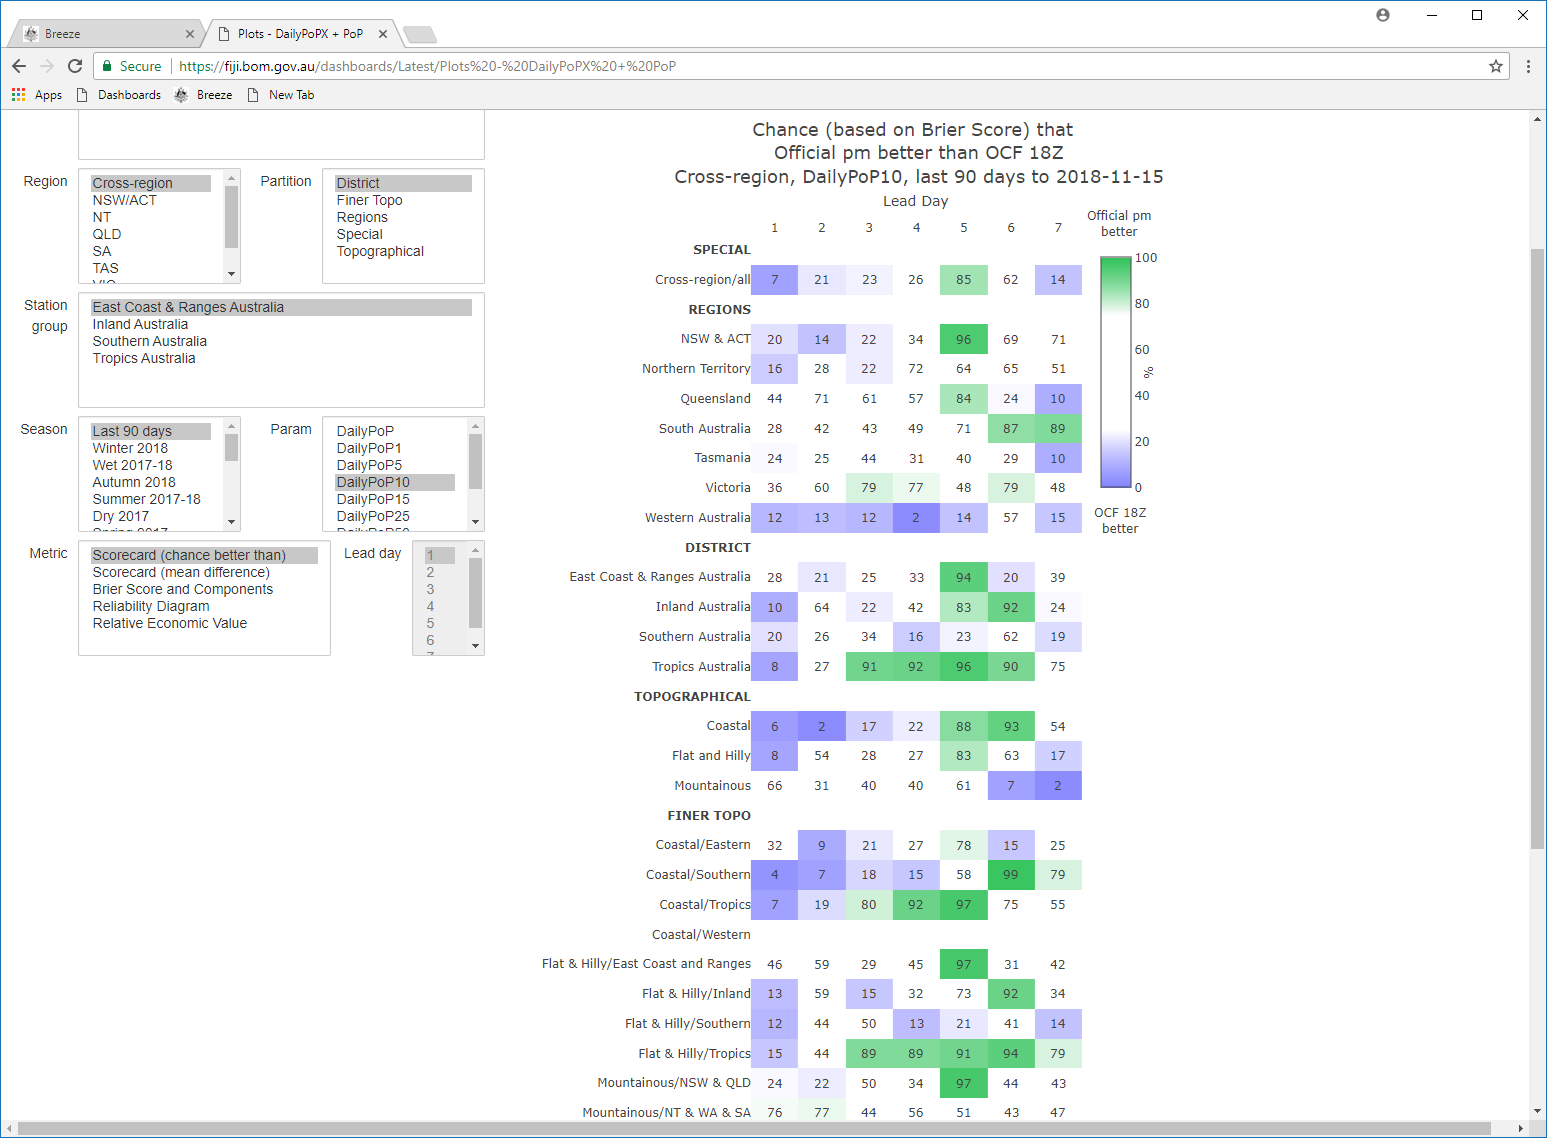 Breeze
Plots - DailyPoPX + PoP
Secure
https://fiji.bom.gov.au/dashboards/Latest/Plots%20-%20DailyPoPX%20+%20PoP
Apps Dashboards Breeze New Tab
Region
Cross-region
NSW/ACT
NT
QLD
SA
TAS
VIC
Partition
District
Finer Topo
Regions
Special
Topographical
Station group
East Coast & Ranges Australia
Inland Australia
Southern Australia
Tropics Australia
Season
Last 90 days
Winter 2018
Wet 2017-18
Autumn 2018
Summer 2017-18
Dry 2017
Spring 2017
Param
DailyPoP
DailyPoP1
DailyPoP5
DailyPoP10
DailyPoP15
DailyPoP25
DailyPoP50
Metric
Scorecard (chance better than)
Scorecard (mean difference)
Brier Score and Components
Reliability Diagram
Relative Economic Value
Lead day
1
2
3
4
5
6
7
Chance (based on Brier Score) that
Official pm better than OCF 18Z
Cross-region, DailyPoP10, last 90 days to 2018-11-15
Lead Day
1 2 3 4 5 6 7
SPECIAL
Cross-region/all 7 21 23 26 85 62 14
REGIONS
NSW & ACT 20 14 22 34 96 69 71
Northern Territory 16 28 22 72 64 65 51
Queensland 44 71 61 57 84 24 10
South Australia 28 42 43 49 71 87 89
Tasmania 24 25 44 31 40 29 10
Victoria 36 60 79 77 48 79 48
Western Australia 12 13 12 2 14 57 15
DISTRICT
East Coast & Ranges Australia 28 21 25 33 94 20 39
Inland Australia 10 64 22 42 83 92 24
Southern Australia 20 26 34 16 23 62 19
Tropics Australia 8 27 91 92 96 90 75
TOPOGRAPHICAL
Coastal 6 2 17 22 88 93 54
Flat and Hilly 8 54 28 27 83 63 17
Mountainous 66 31 40 40 61 7 2
FINER TOPO
Coastal/Eastern 32 9 21 27 78 15 25
Coastal/Southern 4 7 18 15 58 99 79
Coastal/Tropics 7 19 80 92 97 75 55
Coastal/Western
Flat & Hilly/East Coast and Ranges 46 59 29 45 97 31 42
Flat & Hilly/Inland 13 59 15 32 73 92 34
Flat & Hilly/Southern 12 44 50 13 21 41 14
Flat & Hilly/Tropics 15 44 89 89 91 94 79
Mountainous/NSW & QLD 24 22 50 34 97 44 43
Mountainous/NT & WA & SA 76 77 44 56 51 43 47
Official pm
better
100
80
60
%
40
20
0
OCF 18Z
better